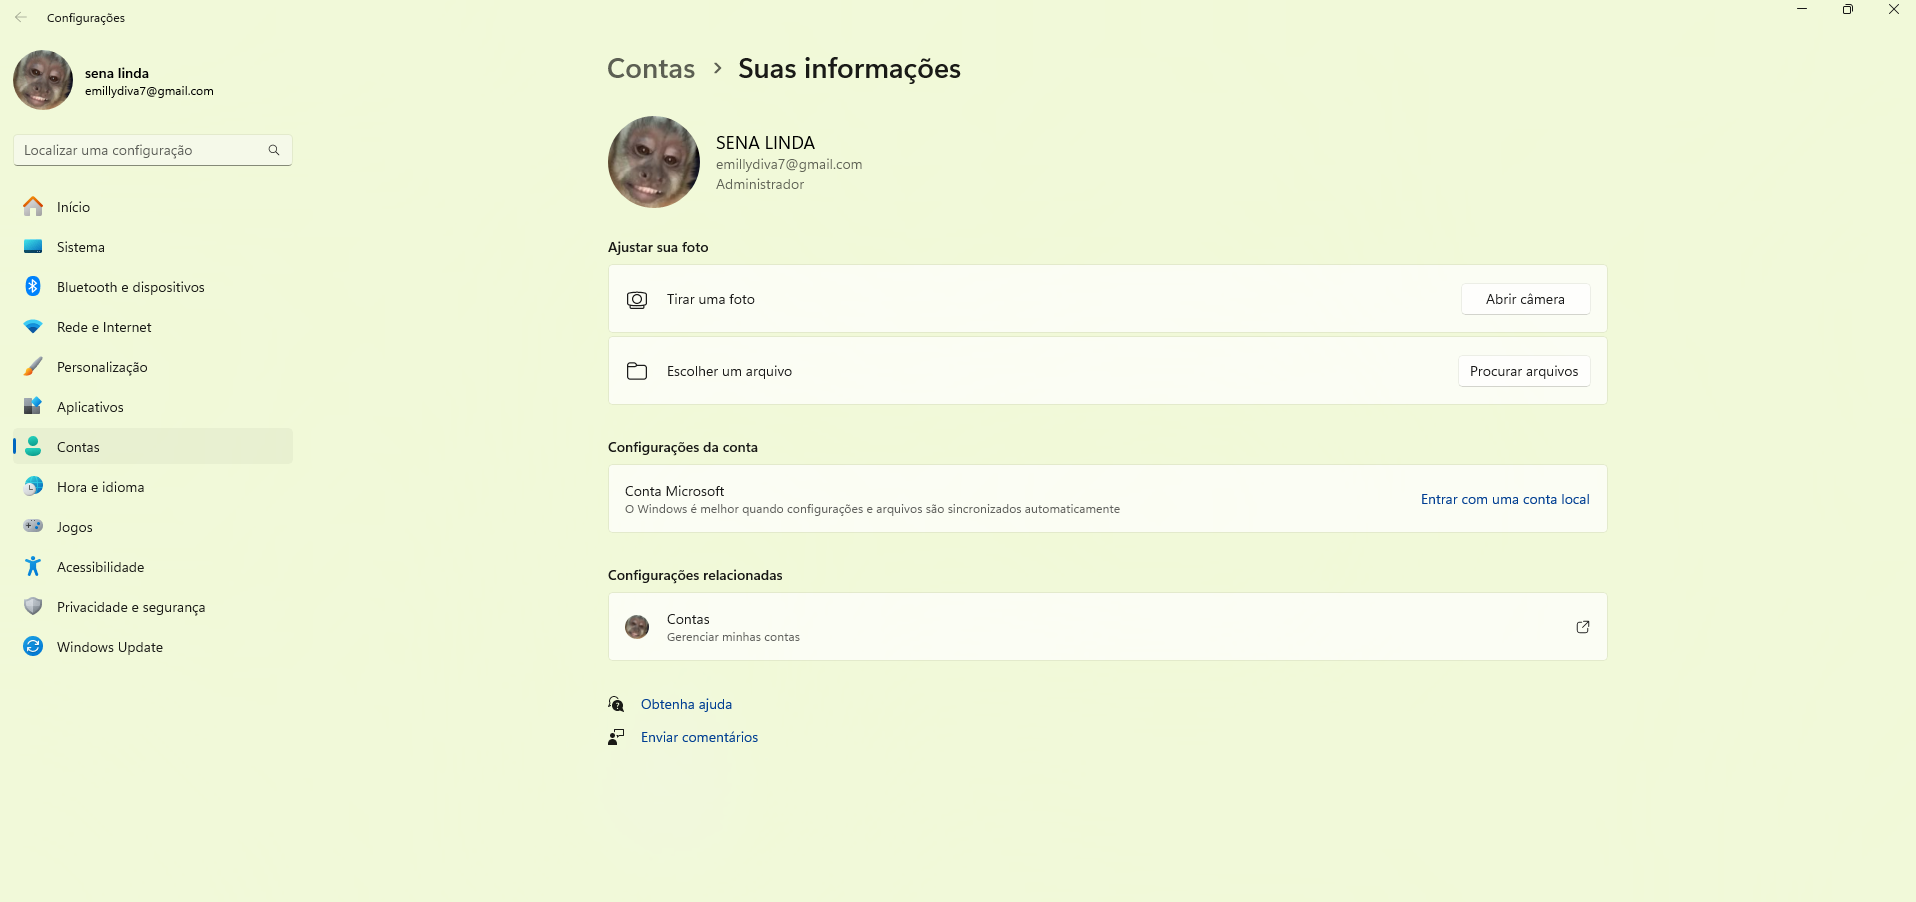 Configurações
sena linda
emillydiva7@gmail.com
Localizar uma configuração
Início
Sistema
Bluetooth e dispositivos
Rede e Internet
Personalização
Aplicativos
Contas
Hora e idioma
Jogos
Acessibilidade
Privacidade e segurança
Windows Update
Contas > Suas informações
SENA LINDA
emillydiva7@gmail.com
Administrador
Ajustar sua foto
Tirar uma foto
Abrir câmera
Escolher um arquivo
Procurar arquivos
Configurações da conta
Conta Microsoft
O Windows é melhor quando configurações e arquivos são sincronizados automaticamente
Entrar com uma conta local
Configurações relacionadas
Contas
Gerenciar minhas contas
Obtenha ajuda
Enviar comentários